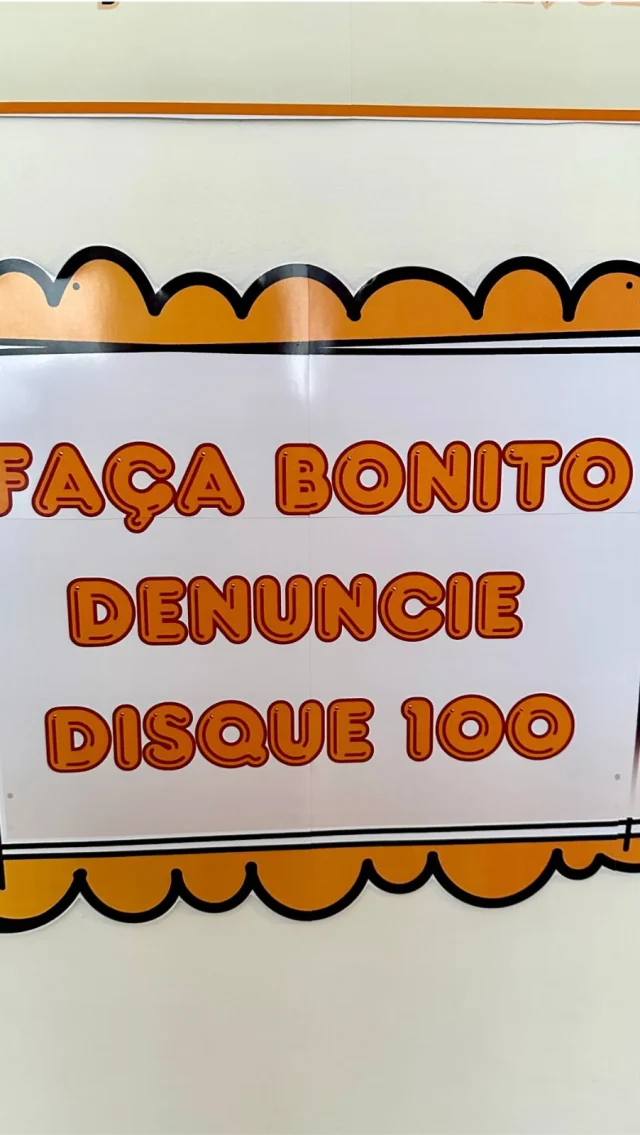 FAÇA BONITO
DENUNCIE
DISQUE 100